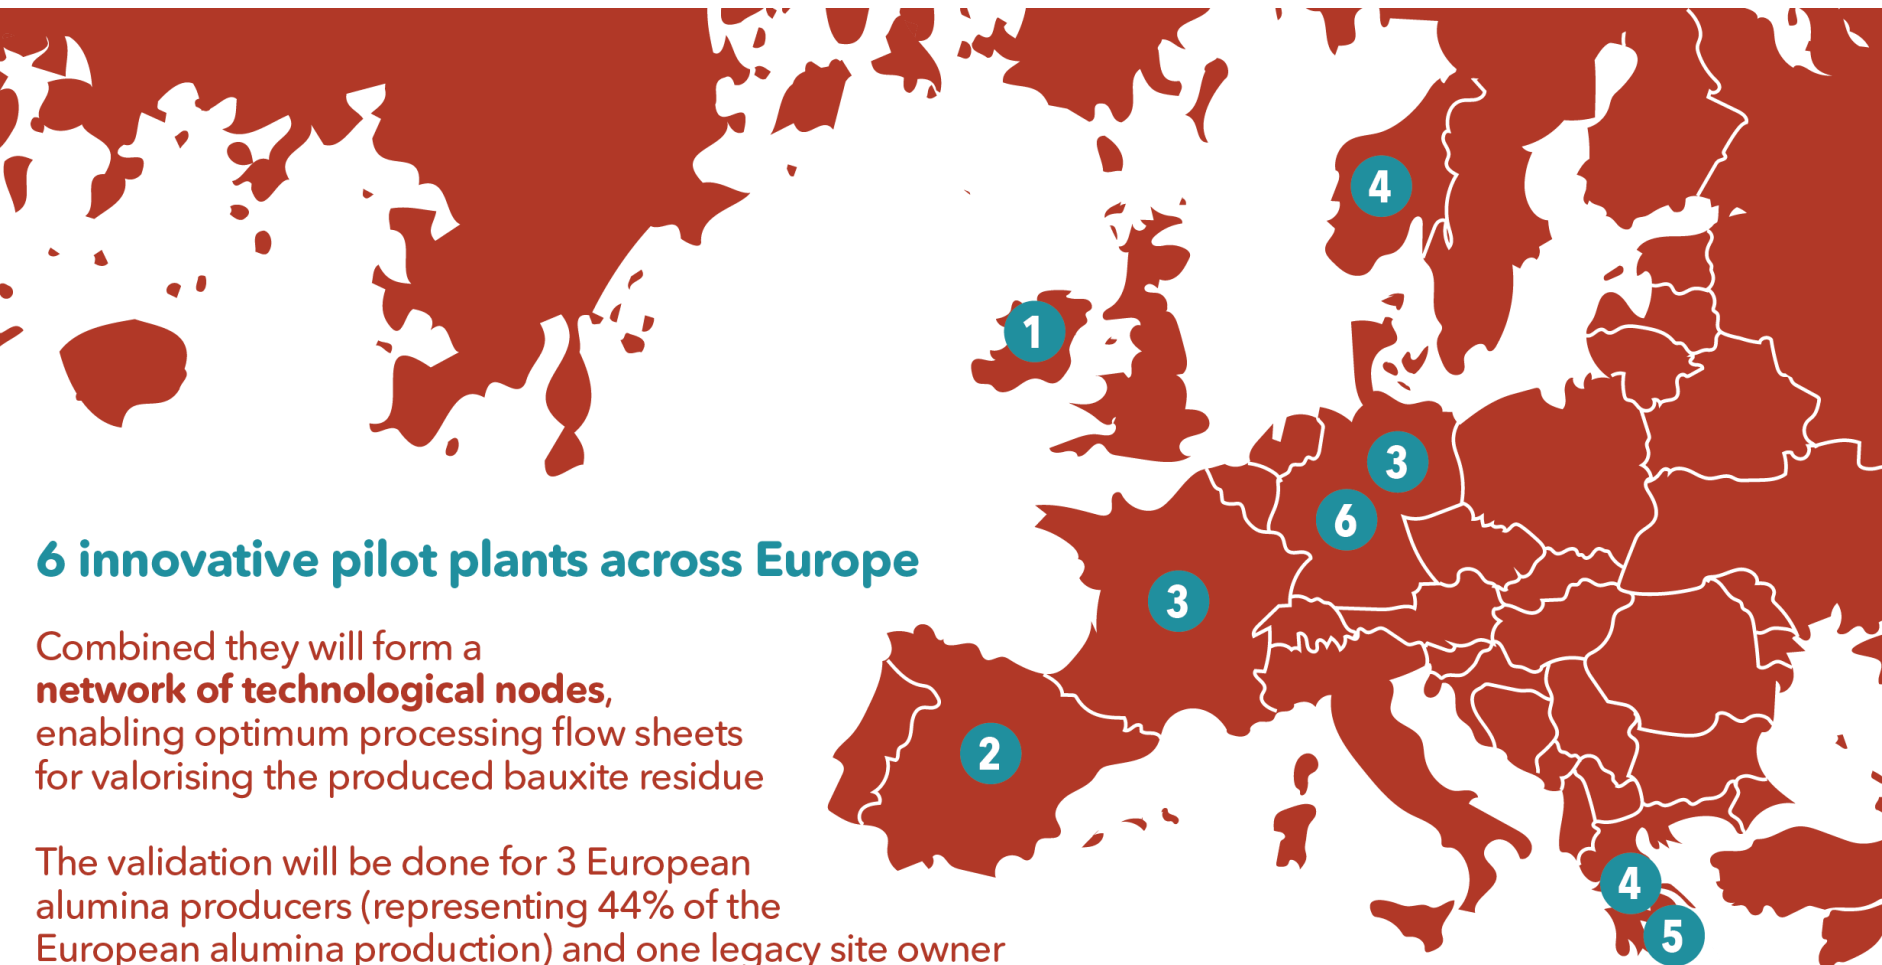 4
1
3
6
6 innovative pilot plants across Europe
3
Combined they will form a
network of technological nodes,
enabling optimum processing flow sheets
2
for valorising the produced bauxite residue
The validation will be done for 3 European
4
alumina producers (representing 44% of the
5
European alumina production) and one legacy site owner